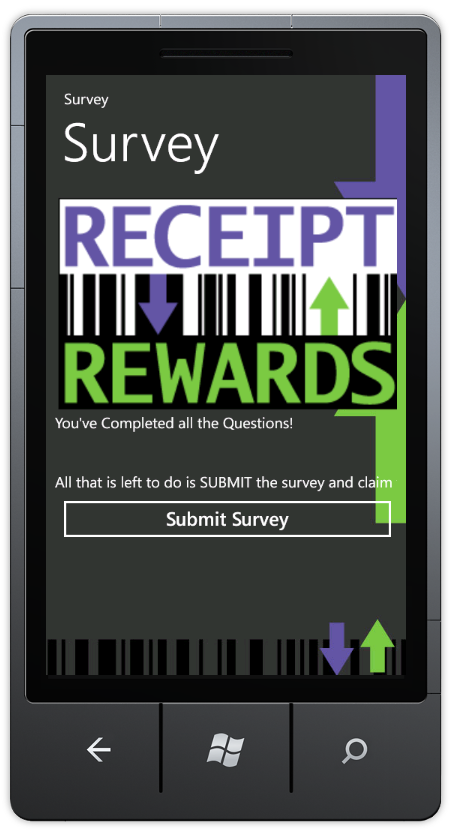 Survey
Survey
RECEIPT
REWARDS
You've Completed all the Questions!
All that is left to do is SUBMIT the survey and claim
Submit Survey